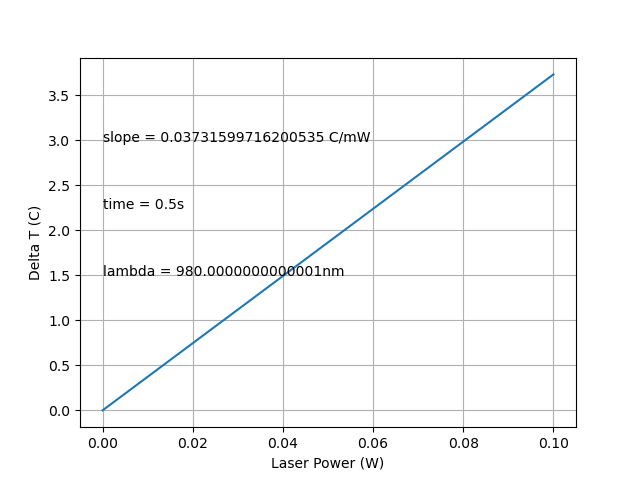 3.5
slope = 0.03731599716200535 C/mW
3.0
2.5
time = 0.5s
2.0
lambda = 980.0000000000001nm
1.5
1.0
0.5
0.0
Delta T (C)
0.00 0.02 0.04 0.06 0.08 0.10
Laser Power (W)